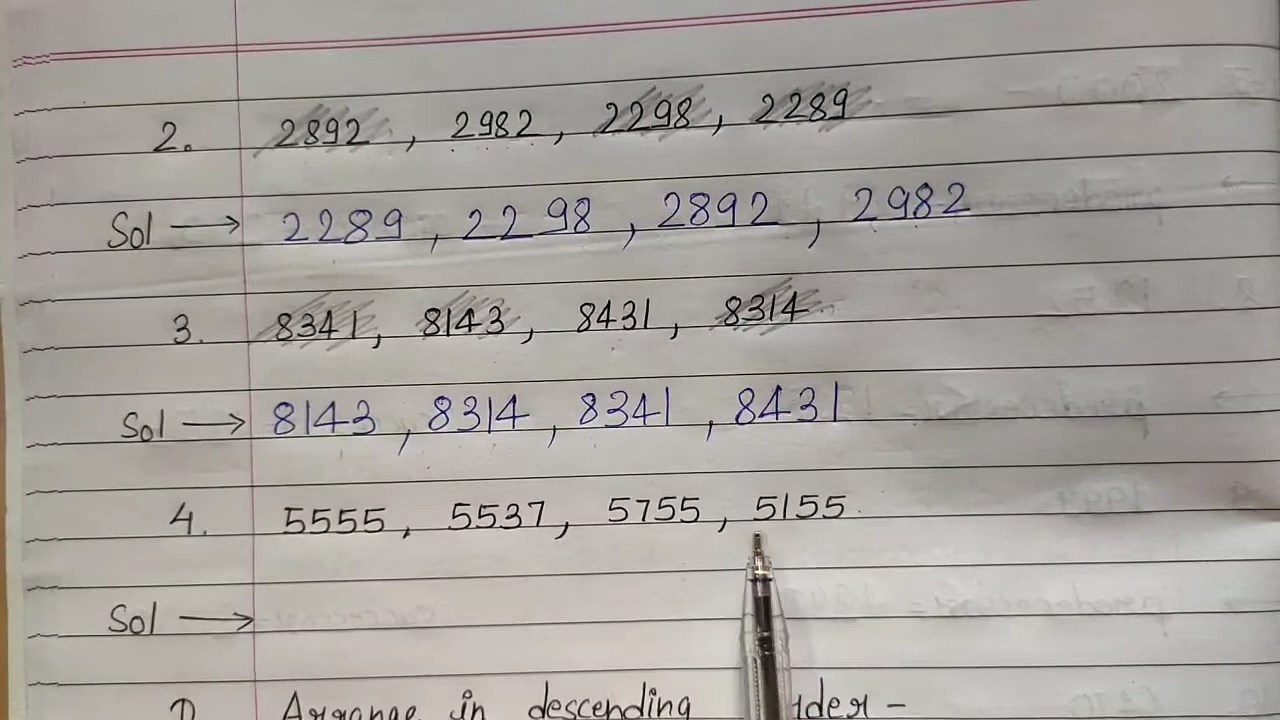 2. 2892, 2982, 2298, 2289
Sol → 2289, 2298, 2892, 2982
3. 8341, 8143, 8431, 8314
Sol → 8143, 8314, 8341, 8431
4. 5555, 5537, 5755, 5155
Sol →
Arrange in descending